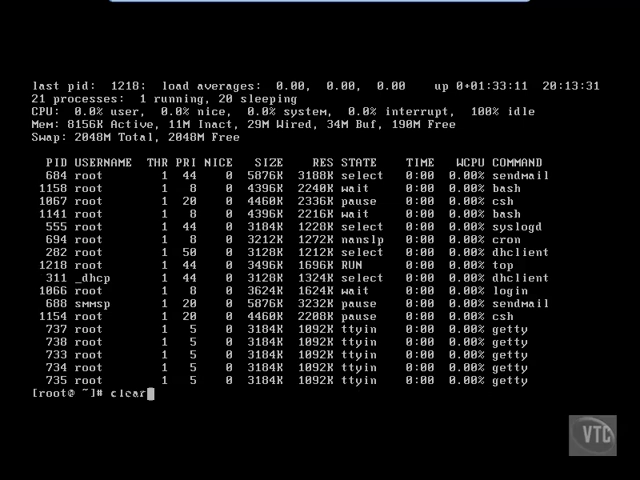 last pid:  1218;  load averages:  0.00,  0.00,  0.00    up 0+01:33:11  20:13:31
21 processes:  1 running, 20 sleeping
CPU:  0.0% user,  0.0% nice,  0.0% system,  0.0% interrupt,  100% idle
Mem: 8156K Active, 11M Inact, 29M Wired, 34M Buf, 190M Free
Swap: 2048M Total, 2048M Free
PID USERNAME THR PRI NICE SIZE RES STATE TIME WCPU COMMAND
684 root 1 44 0 5876K 3188K select 0:00 0.00% sendmail
1158 root 1 8 0 4396K 2240K wait 0:00 0.00% bash
1067 root 1 20 0 4460K 2336K pause 0:00 0.00% csh
1141 root 1 8 0 4396K 2216K wait 0:00 0.00% bash
555 root 1 44 0 3184K 1228K select 0:00 0.00% syslogd
694 root 1 8 0 3212K 1272K nanslp 0:00 0.00% cron
282 root 1 50 0 3128K 1212K select 0:00 0.00% dhclient
1218 root 1 44 0 3496K 1696K RUN 0:00 0.00% top
311 _dhcp 1 44 0 3128K 1324K select 0:00 0.00% dhclient
1066 root 1 8 0 3624K 1624K wait 0:00 0.00% login
688 smmsp 1 20 0 5876K 3232K pause 0:00 0.00% sendmail
1154 root 1 20 0 4460K 2208K pause 0:00 0.00% csh
737 root 1 5 0 3184K 1092K ttyin 0:00 0.00% getty
738 root 1 5 0 3184K 1092K ttyin 0:00 0.00% getty
733 root 1 5 0 3184K 1092K ttyin 0:00 0.00% getty
734 root 1 5 0 3184K 1092K ttyin 0:00 0.00% getty
735 root 1 5 0 3184K 1092K ttyin 0:00 0.00% getty
[root@ ~]# clear
VTC